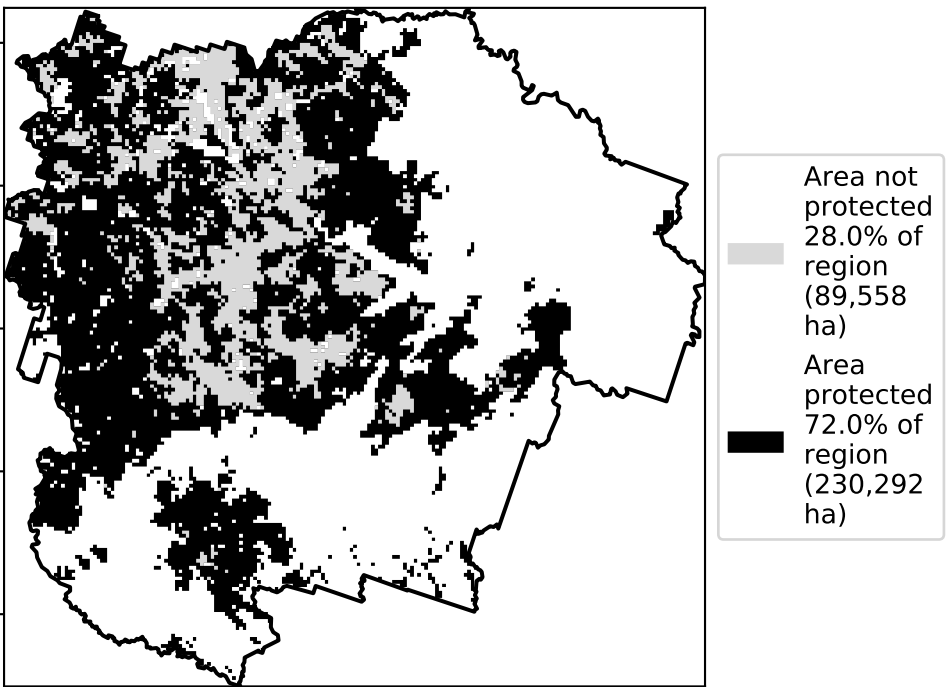 Area not
protected
28.0% of
region
(89,558
ha)
Area
protected
72.0% of
region
(230,292
ha)